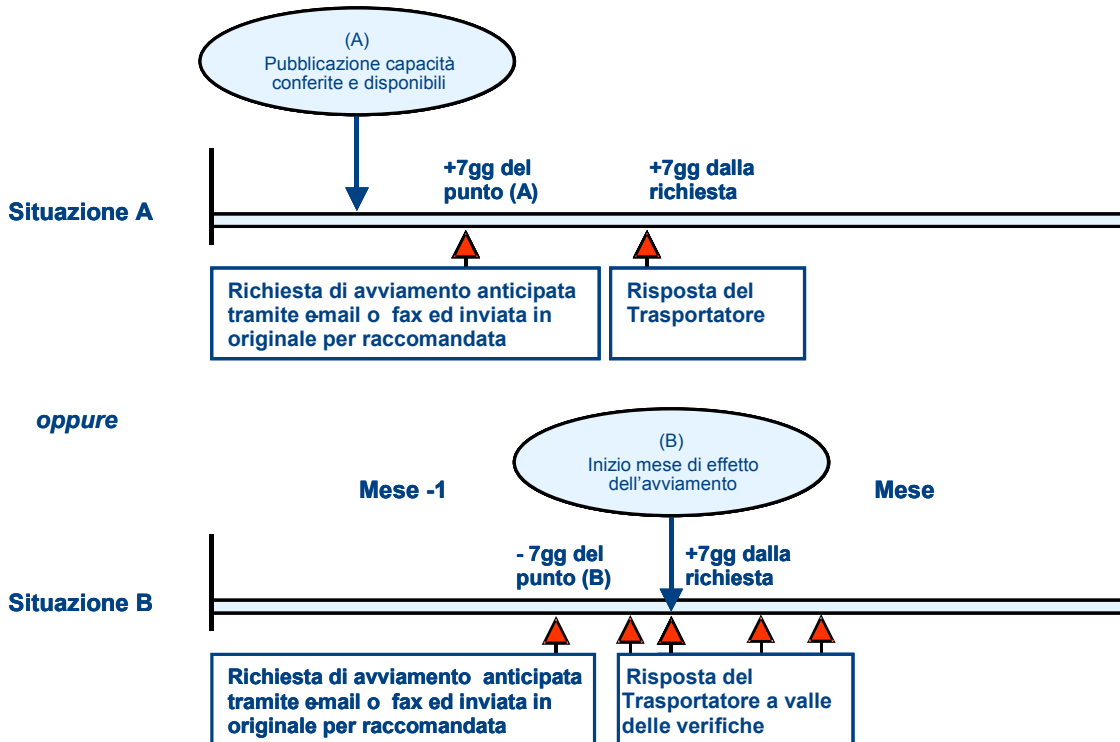 (A)
Pubblicazione capacità
conferite e disponibili
+7gg del
punto (A)
+7gg dalla
richiesta
Situazione A
Richiesta di avviamento anticipata
tramite e-mail o fax ed inviata in
originale per raccomandata
Risposta del
Trasportatore
oppure
(B)
Inizio mese di effetto
dell'avviamento
Mese -1
Mese
- 7gg del
punto (B)
+7gg dalla
richiesta
Situazione B
Richiesta di avviamento anticipata
tramite e-mail o fax ed inviata in
originale per raccomandata
Risposta del
Trasportatore a valle
delle verifiche